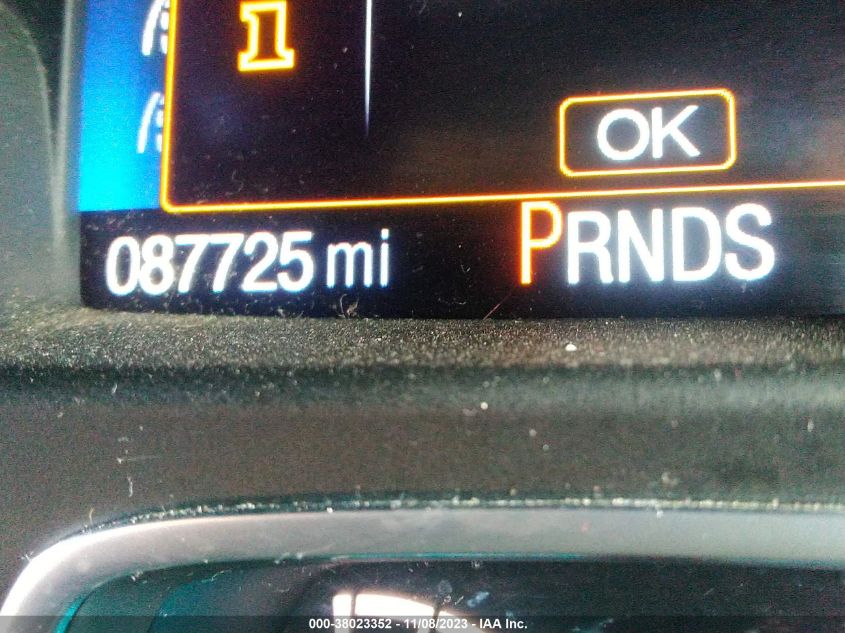 i
OK
087725 mi
PRNDS
000-38023352 - 11/08/2023 - IAA Inc.